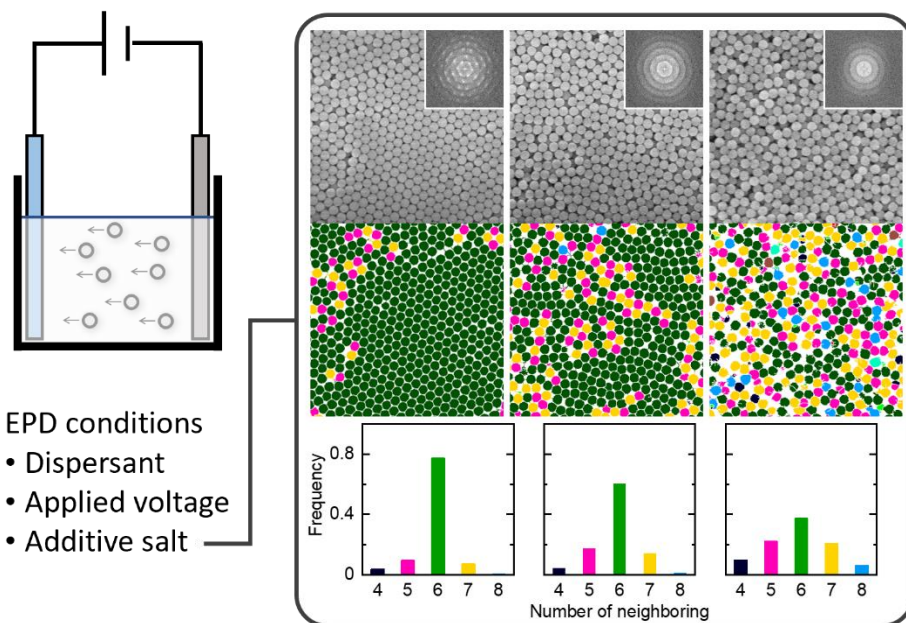 EPD conditions
• Dispersant
• Applied voltage
• Additive salt
Frequency
0.8
0.4
0
4 5 6 7 8
4 5 6 7 8
4 5 6 7 8
Number of neighboring